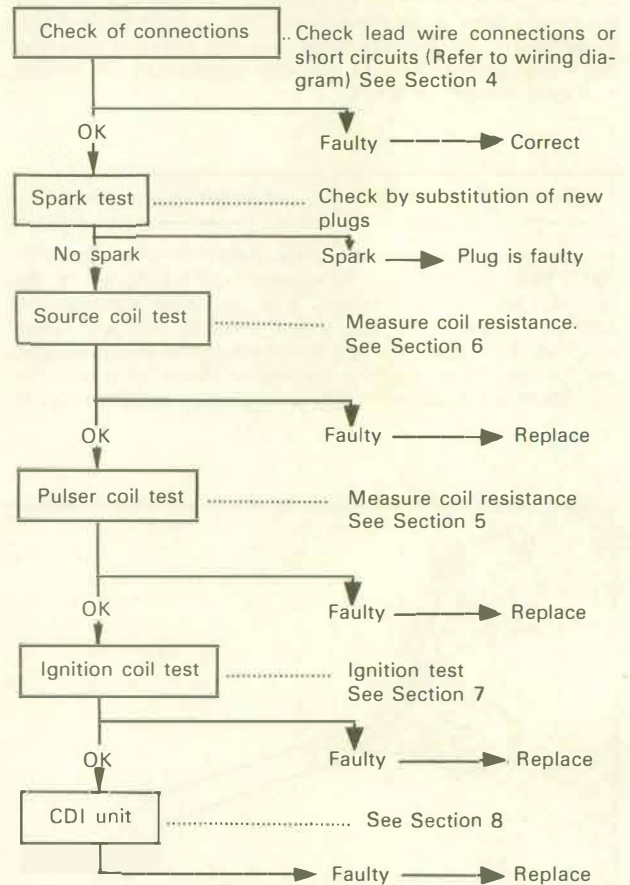 Check of connections
.. Check lead wire connections or
short circuits (Refer to wiring dia-
gram) See Section 4
OK
Faulty
Correct
Spark test
Check by substitution of new
plugs
No spark
Spark
Plug is faulty
Source coil test
Measure coil resistance.
See Section 6
OK
Faulty
Replace
Pulser coil test
Measure coil resistance
See Section 5
OK
Faulty
Replace
Ignition coil test
Ignition test
See Section 7
OK
Faulty
Replace
CDI unit
See Section 8
Faulty
Replace